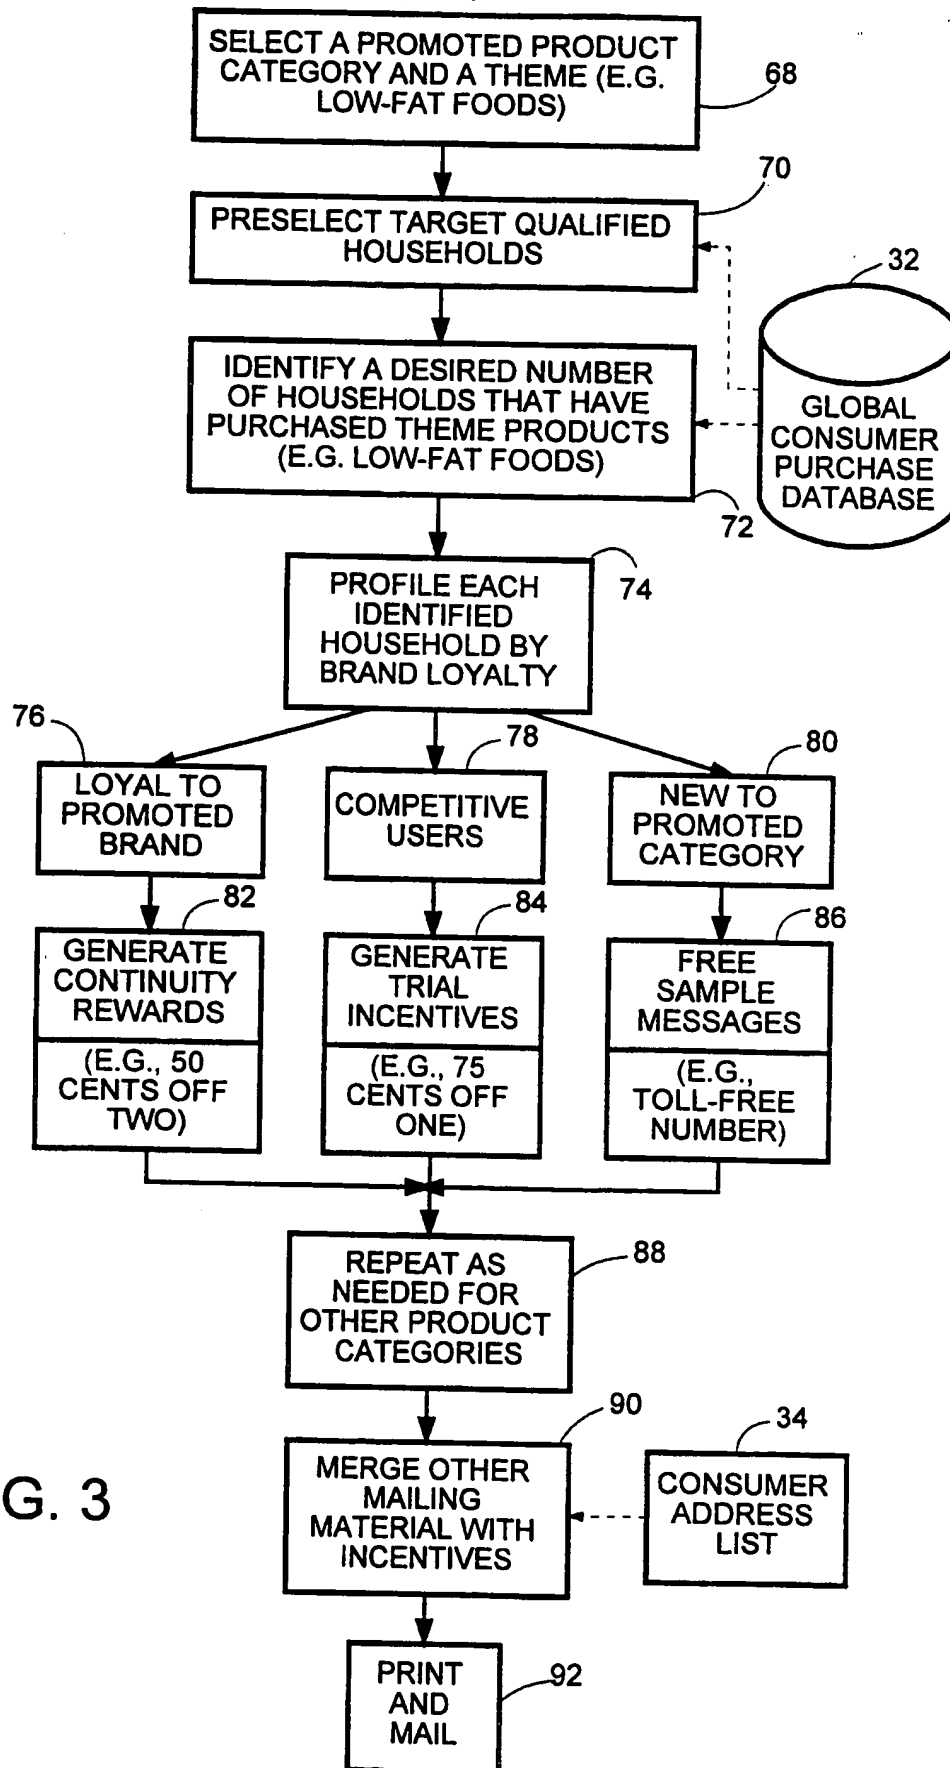 SELECT A PROMOTED PRODUCT
CATEGORY AND A THEME (E.G.
LOW-FAT FOODS)
68
70
PRESELECT TARGET QUALIFIED
HOUSEHOLDS
32
IDENTIFY A DESIRED NUMBER
OF HOUSEHOLDS THAT HAVE
PURCHASED THEME PRODUCTS
(E.G. LOW-FAT FOODS)
72
GLOBAL
CONSUMER
PURCHASE
DATABASE
74
PROFILE EACH
IDENTIFIED
HOUSEHOLD BY
BRAND LOYALTY
76
LOYAL TO
PROMOTED
BRAND
78
COMPETITIVE
USERS
80
NEW TO
PROMOTED
CATEGORY
82
GENERATE
CONTINUITY
REWARDS
(E.G., 50
CENTS OFF
TWO)
84
GENERATE
TRIAL
INCENTIVES
(E.G., 75
CENTS OFF
ONE)
86
FREE
SAMPLE
MESSAGES
(E.G.,
TOLL-FREE
NUMBER)
REPEAT AS
NEEDED FOR
OTHER PRODUCT
CATEGORIES
88
90
MERGE OTHER
MAILING
MATERIAL WITH
INCENTIVES
34
CONSUMER
ADDRESS
LIST
G. 3
PRINT
AND
MAIL
92